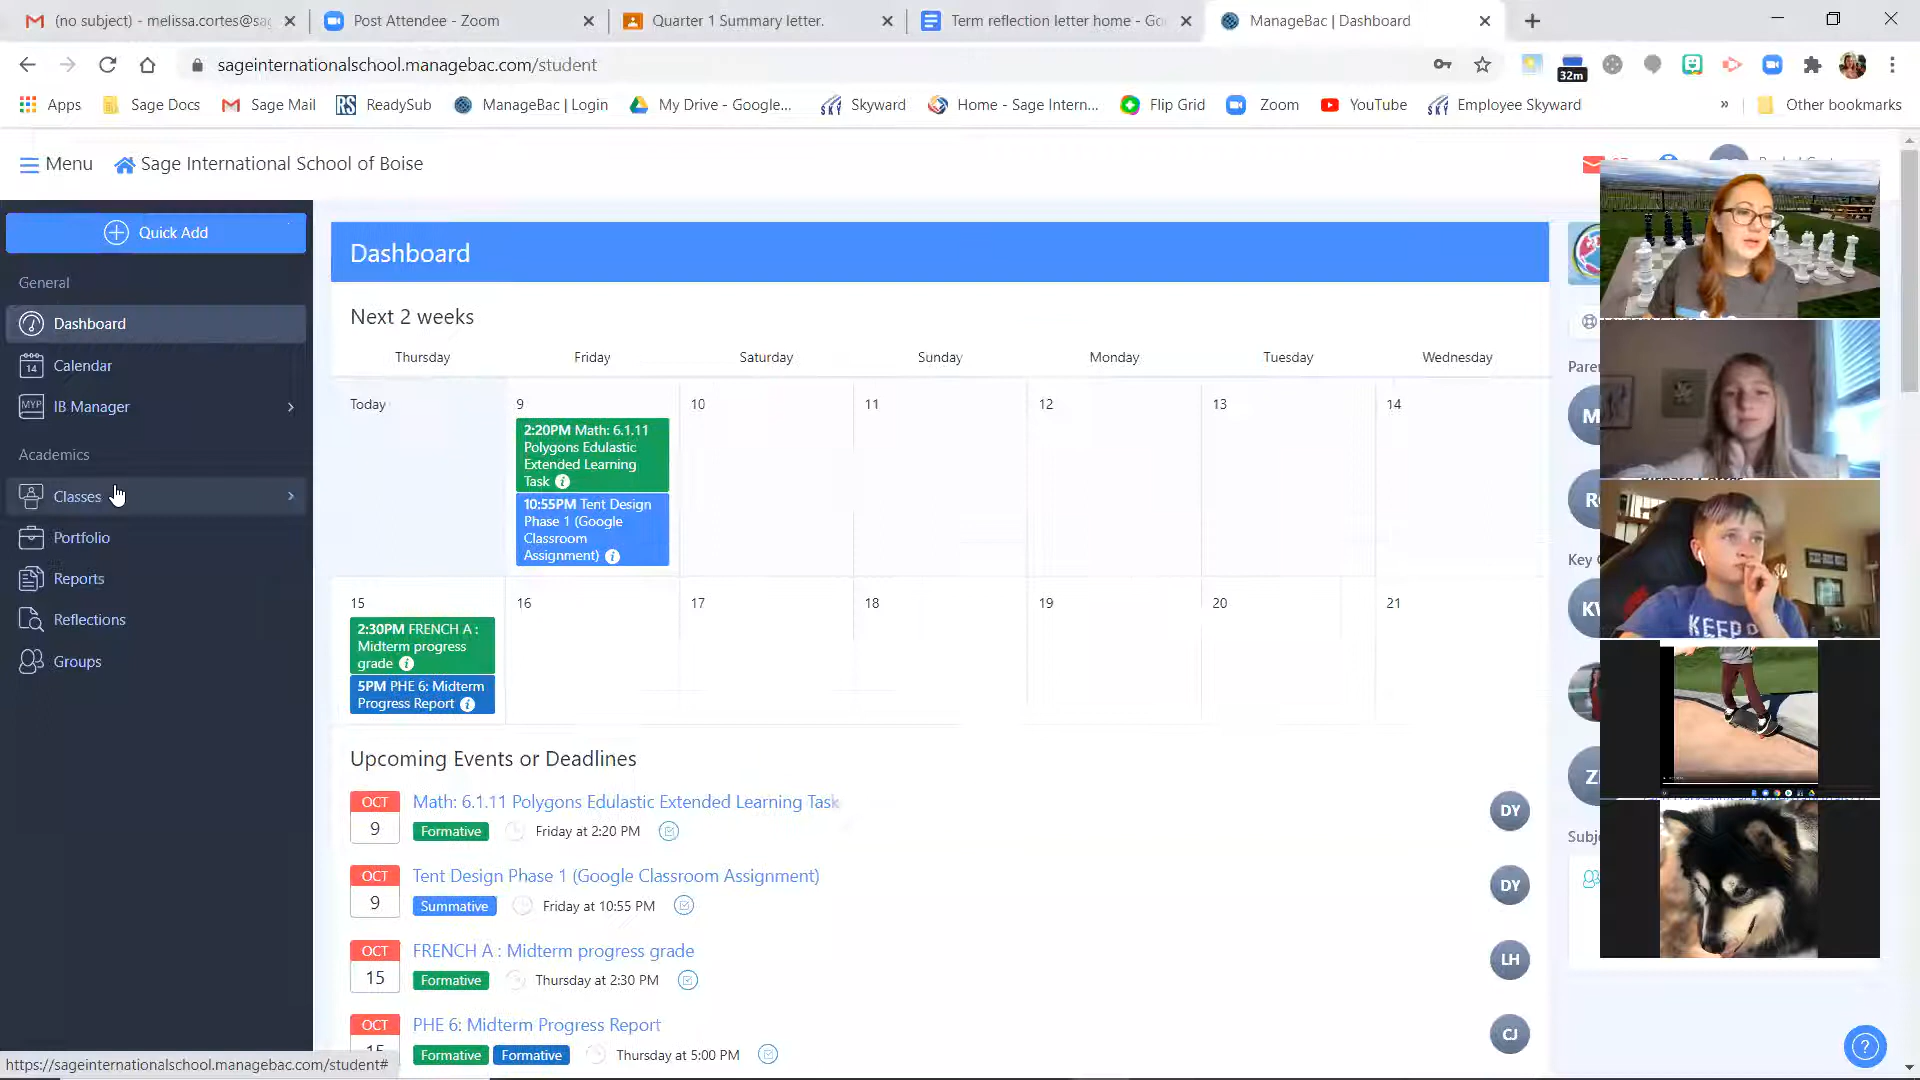 (no subject) - melissa.cortes@sa
Post Attendee - Zoom
Quarter 1 Summary letter.
Term reflection letter home - Go
ManageBac | Dashboard
sageinternationalschool.managebac.com/student
32m
Apps
Sage Docs
Sage Mail
RS
ReadySub
ManageBac | Login
My Drive - Google...
Skyward
Home - Sage Intern...
Flip Grid
Zoom
YouTube
Employee Skyward
»
Other bookmarks
Menu
Sage International School of Boise
Quick Add
General
Dashboard
14
Calendar
MYP
IB Manager
Academics
Classes
Portfolio
Reports
Reflections
Groups
Dashboard
Next 2 weeks
Thursday Friday Saturday Sunday Monday Tuesday Wednesday
Today 9 10 11 12 13 14
2:20PM Math: 6.1.11
Polygons Edulastic
Extended Learning
Task
10:55PM Tent Design
Phase 1 (Google
Classroom
Assignment)
15 16 17 18 19 20 21
2:30PM FRENCH A :
Midterm progress
grade
5PM PHE 6: Midterm
Progress Report
Upcoming Events or Deadlines
OCT
9
Math: 6.1.11 Polygons Edulastic Extended Learning Task
Formative Friday at 2:20 PM
DY
OCT
9
Tent Design Phase 1 (Google Classroom Assignment)
Summative Friday at 10:55 PM
DY
OCT
15
FRENCH A : Midterm progress grade
Formative Thursday at 2:30 PM
LH
OCT
15
PHE 6: Midterm Progress Report
Formative Formative Thursday at 5:00 PM
CJ
Pare
M
Key
KV
Z
Subj
KEEP
?
https://sageinternationalschool.managebac.com/student#